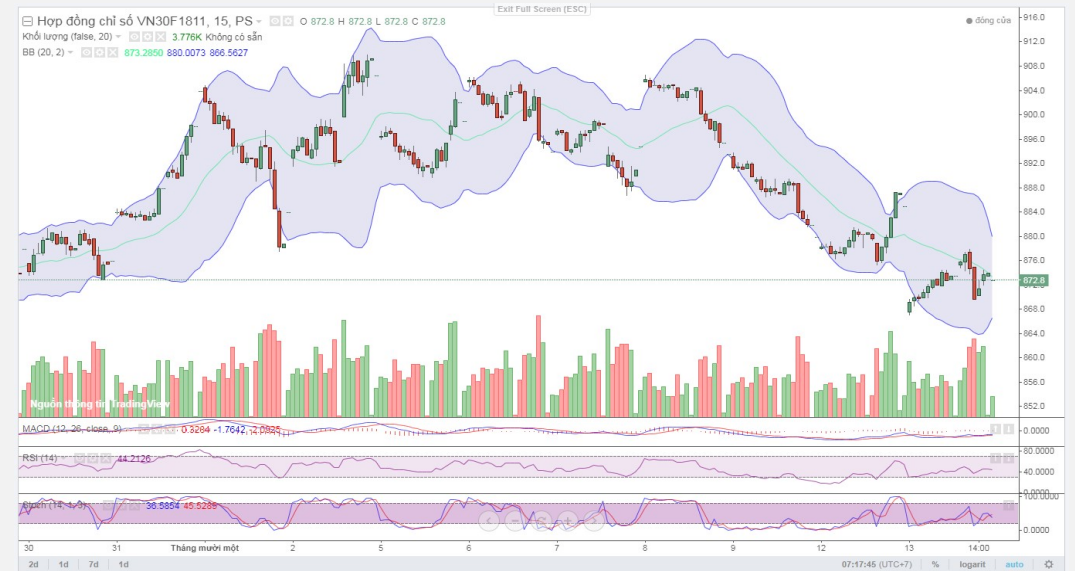 Exit Full Screen (ESC)
Hợp đồng chỉ số VN30F1811, 15, PS O 872.8 H 872.8 L 872.8 C 872.8
đóng cửa
Khối lượng (false, 20) 3.776K Không có sẵn
BB (20, 2) 873.2850 880.0073 866.5627
916.0
912.0
908.0
904.0
900.0
896.0
892.0
888.0
884.0
880.0
876.0
872.8
868.0
864.0
860.0
856.0
852.0
Nguồn thông tin TradingView
MACD (12, 26, close, 9) 0.3264 -1.7642 -2.0925
0.0000
RSI (14) 44.2126
80.0000
40.0000
0.0000
Stoch (14, 1, 3) 36.5854 45.5285
100.0000
0.0000
30 31 Tháng mười một 2 5 6 7 8 9 12 13 14:00
2d 1d 7d 1d 07:17:45 (UTC+7) % logarit auto